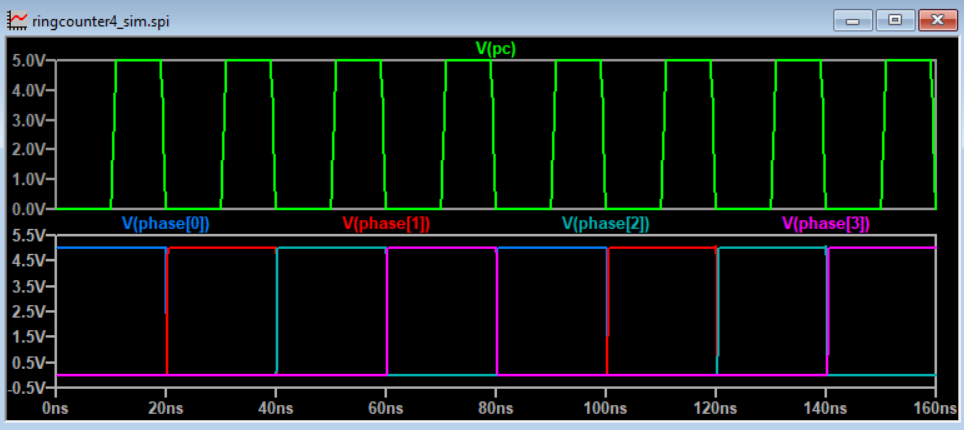 ringcounter4_sim.spi
V(pc)
5.0V
4.0V
3.0V
2.0V
1.0V
0.0V
V(phase[0]) V(phase[1]) V(phase[2]) V(phase[3])
5.5V
4.5V
3.5V
2.5V
1.5V
0.5V
-0.5V
0ns 20ns 40ns 60ns 80ns 100ns 120ns 140ns 160ns